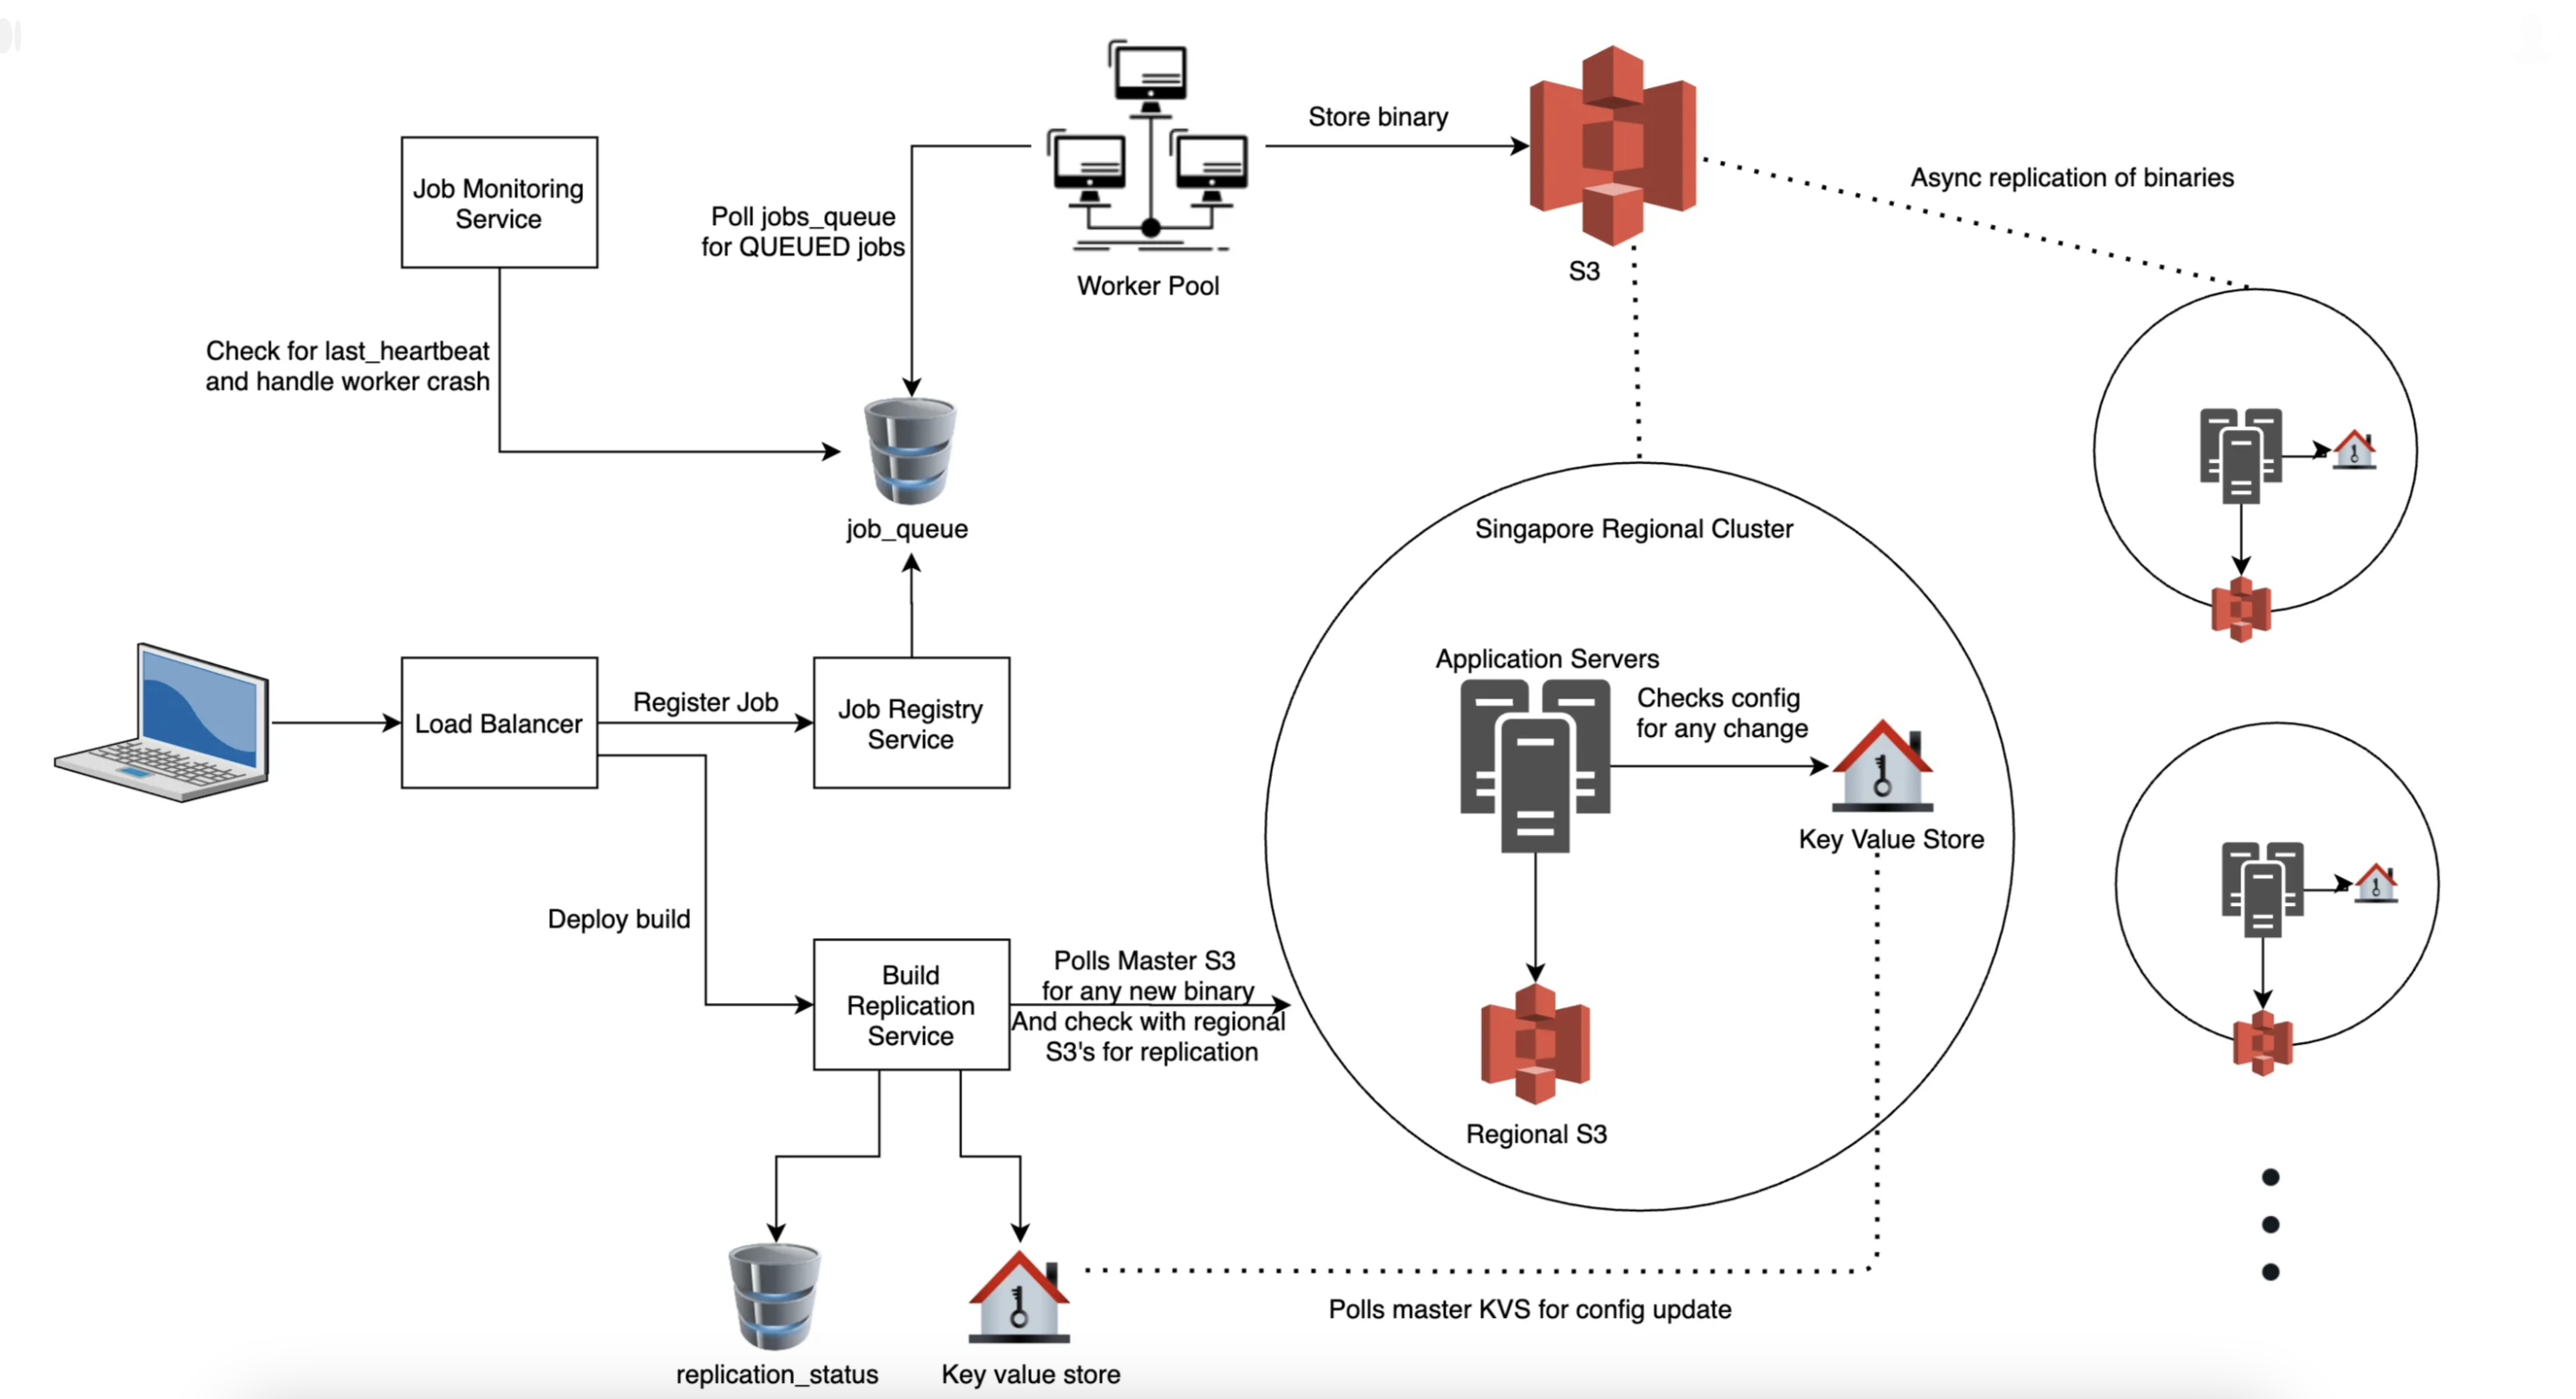 Job Monitoring
Service
Check for last_heartbeat
and handle worker crash
Poll jobs_queue
for QUEUED jobs
Worker Pool
Store binary
S3
Async replication of binaries
job_queue
Load Balancer
Register Job
Job Registry
Service
Deploy build
Build
Replication
Service
Polls Master S3
for any new binary
And check with regional
S3's for replication
replication_status
Key value store
Singapore Regional Cluster
Application Servers
Checks config
for any change
Key Value Store
Regional S3
Polls master KVS for config update